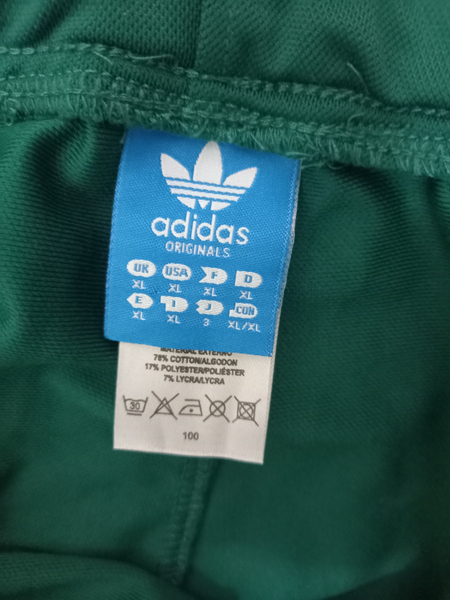 adidas
ORIGINALS
UK USA F D
XL XL XL XL
E I J CDN
XL XL 3 XL/XL
MATERIAL EXTERNO
76% COTTON/ALGODON
17% POLYESTER/POLIÉSTER
7% LYCRA/LYCRA
30
100